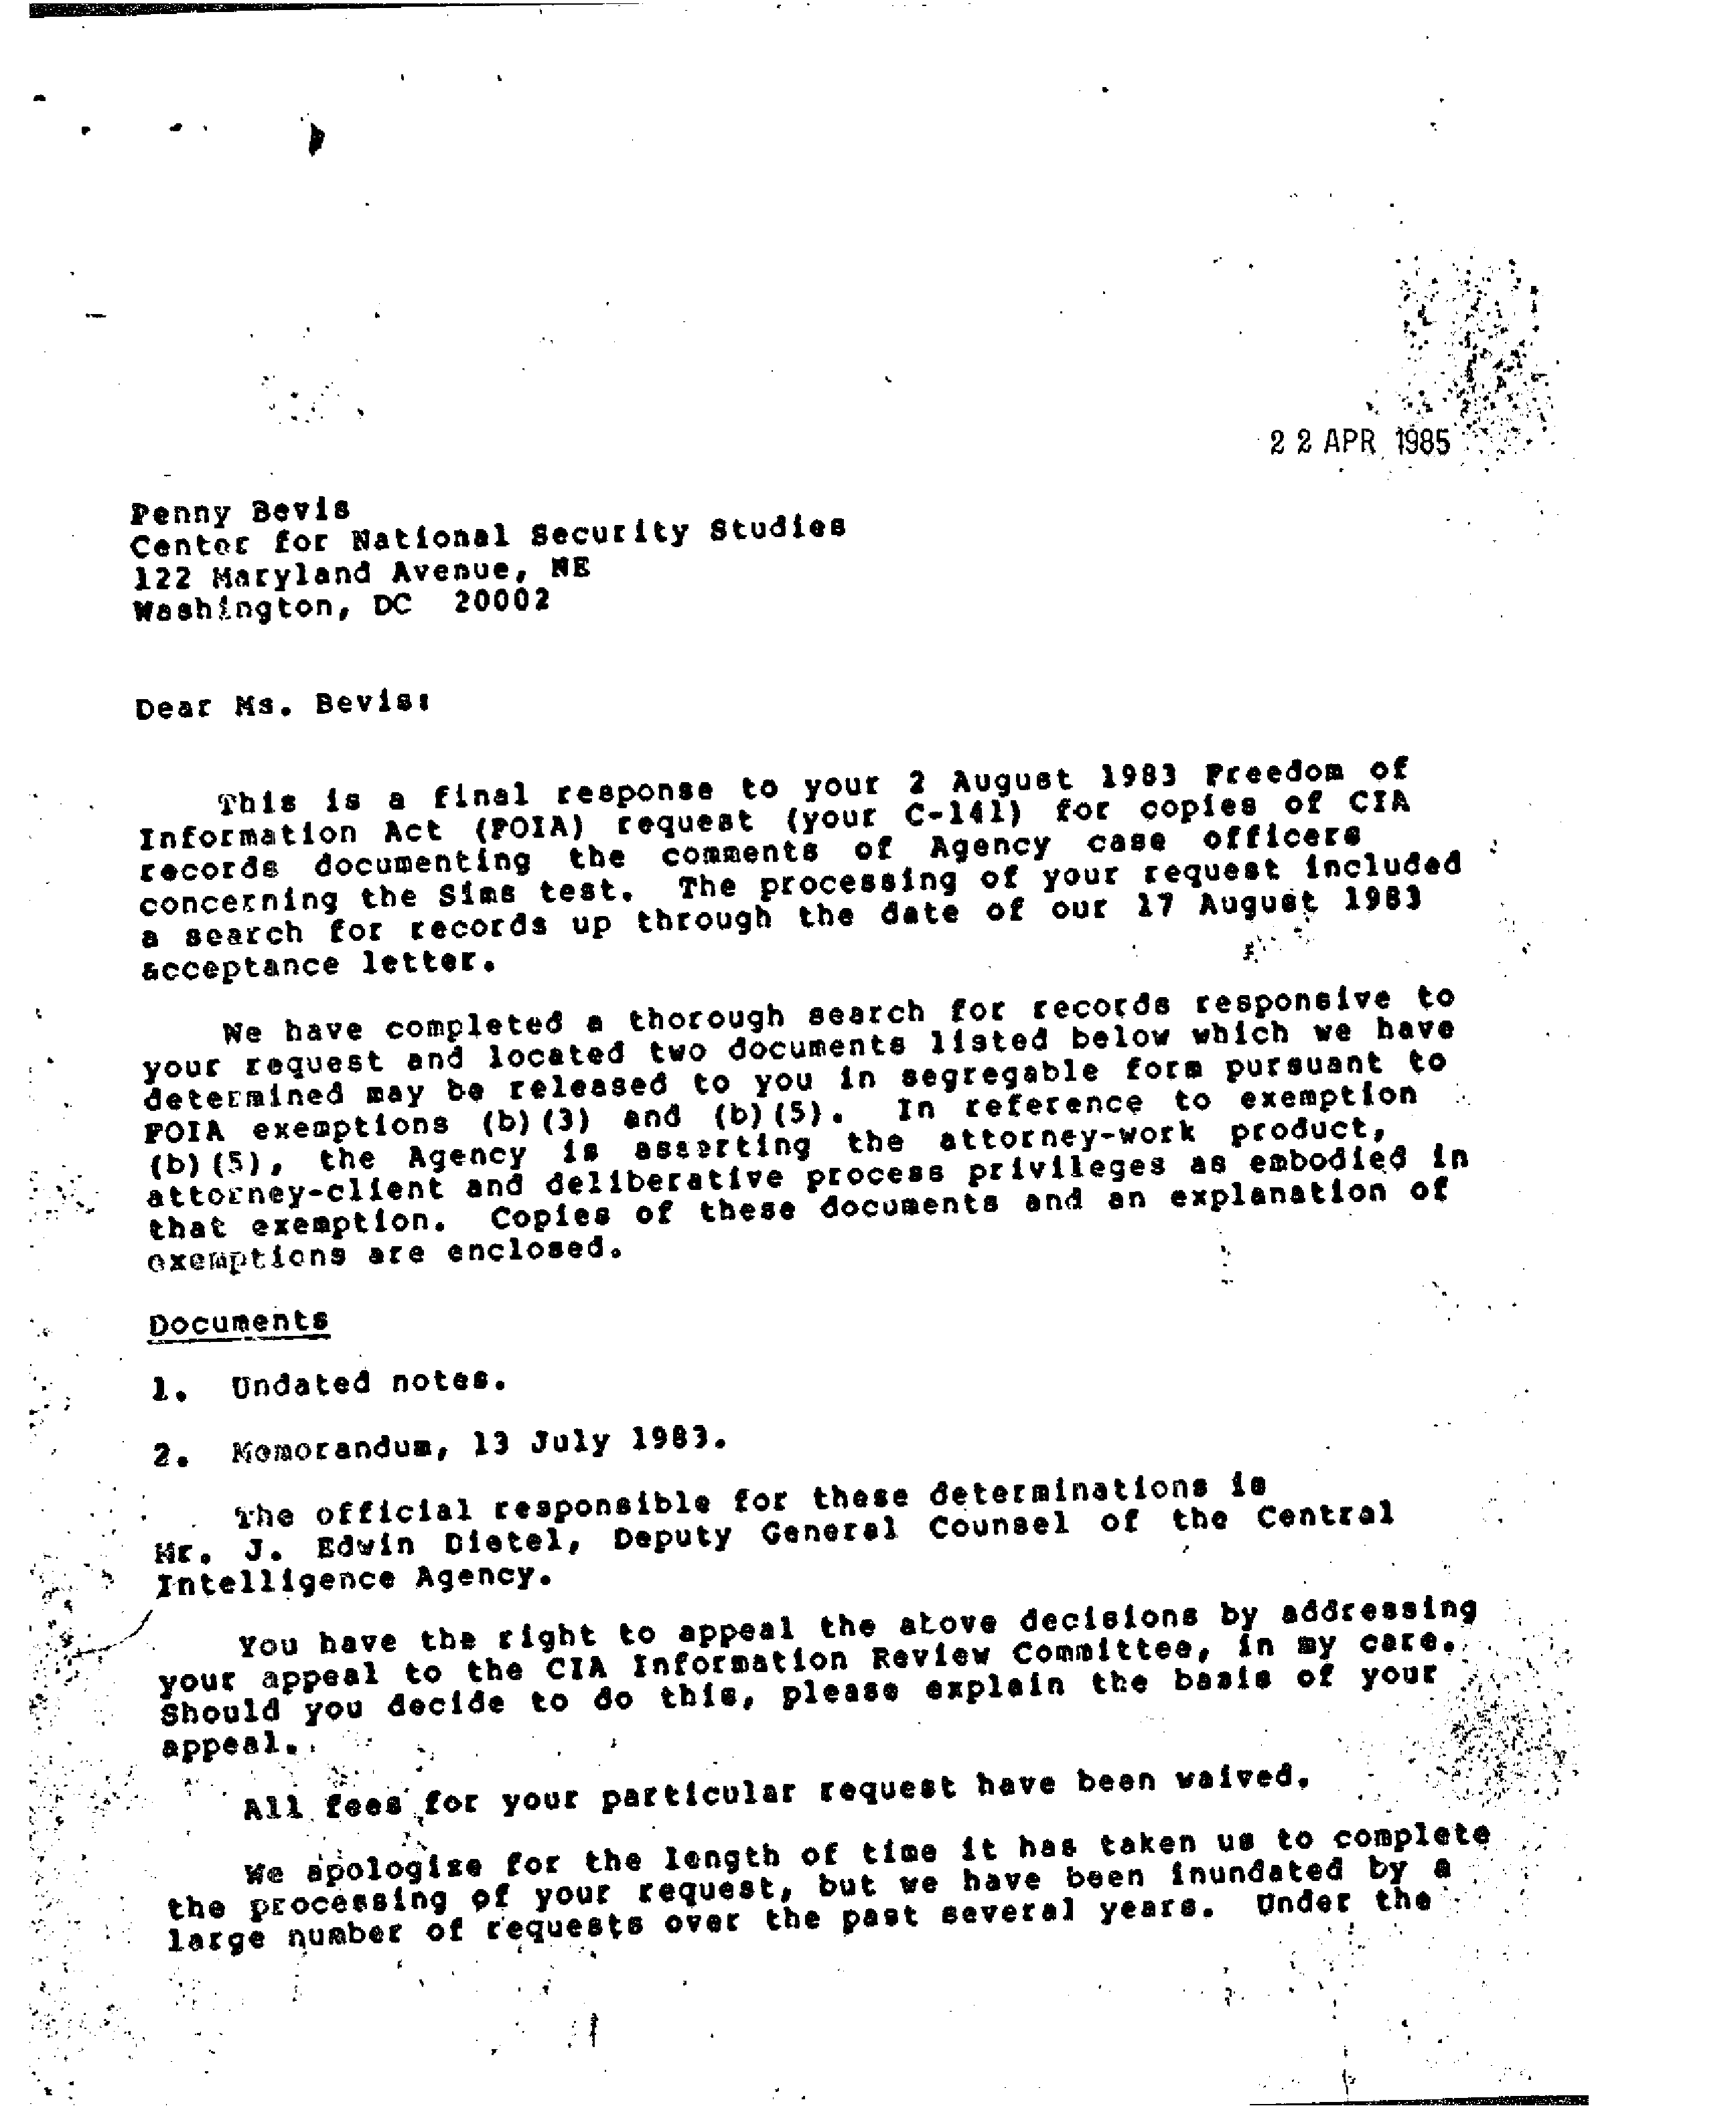 22 APR 1985
Penny Bevis
Center for National Security Studies
122 Maryland Avenue, NE
Washington, DC 20002
Dear Ms. Bevis:
This is a final response to your 2 August 1983 Freedom of
Information Act (FOIA) request (your C-141) for copies of CIA
records documenting the comments of Agency case officers
concerning the Sims test. The processing of your request included
a search for records up through the date of our 17 August 1983
acceptance letter.
We have completed a thorough search for records responsive to
your request and located two documents listed below which we have
determined may be released to you in segregable form pursuant to
FOIA exemptions (b)(3) and (b)(5). In reference to exemption
(b)(5), the Agency is asserting the attorney-work product,
attorney-client and deliberative process privileges as embodied in
that exemption. Copies of these documents and an explanation of
exemptions are enclosed.
Documents
1. Undated notes.
2. Memorandum, 13 July 1983.
The official responsible for these determinations is
Mr. J. Edwin Dietel, Deputy General Counsel of the Central
Intelligence Agency.
You have the right to appeal the above decisions by addressing
your appeal to the CIA Information Review Committee, in my care.
Should you decide to do this, please explain the basis of your
appeal.
All fees for your particular request have been waived.
We apologize for the length of time it has taken us to complete
the processing of your request, but we have been inundated by a
large number of requests over the past several years. Under the